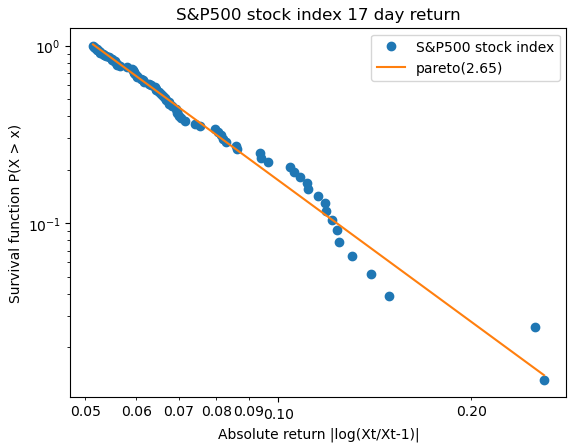 S&P500 stock index 17 day return
S&P500 stock index
pareto(2.65)
10⁰
10⁻¹
Survival function P(X > x)
0.05 0.06 0.07 0.08 0.09 0.10 0.20
Absolute return |log(Xt/Xt-1)|